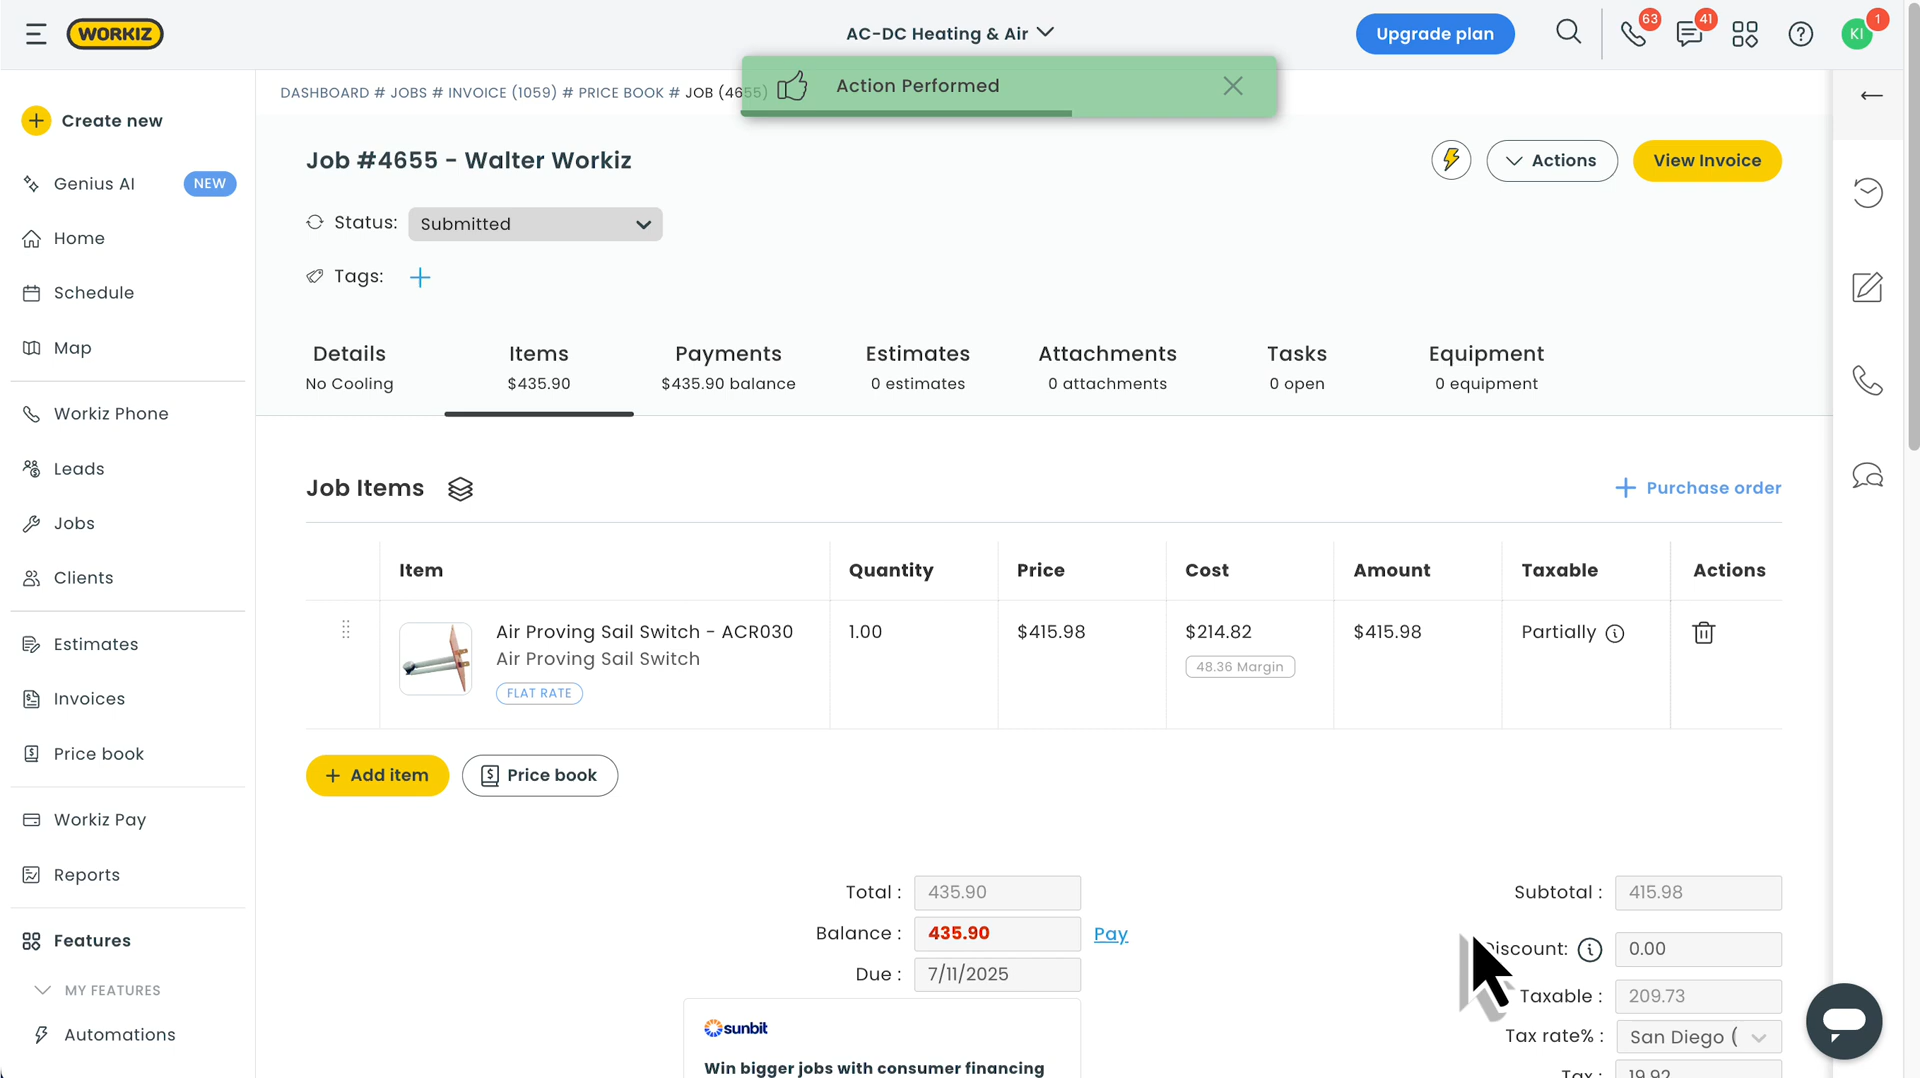 WORKIZ
AC-DC Heating & Air
Upgrade plan
63
41
KI
1
Action Performed
DASHBOARD # JOBS # INVOICE (1059) # PRICE BOOK # JOB (4655)
Create new
Genius AI
NEW
Home
Schedule
Map
Workiz Phone
Leads
Jobs
Clients
Estimates
Invoices
Price book
Workiz Pay
Reports
Features
MY FEATURES
Automations
Job #4655 - Walter Workiz
Actions
View Invoice
Status:
Submitted
Tags:
Details
No Cooling
Items
$435.90
Payments
$435.90 balance
Estimates
0 estimates
Attachments
0 attachments
Tasks
0 open
Equipment
0 equipment
Job Items
Purchase order
Item
Quantity
Price
Cost
Amount
Taxable
Actions
Air Proving Sail Switch - ACR030
Air Proving Sail Switch
FLAT RATE
1.00
$415.98
$214.82
48.36 Margin
$415.98
Partially
Add item
Price book
Total : 435.90
Balance : 435.90 Pay
Due : 7/11/2025
sunbit
Win bigger jobs with consumer financing
Subtotal : 415.98
Discount: 0.00
Taxable : 209.73
Tax rate% : San Diego (
Tax : 19.92